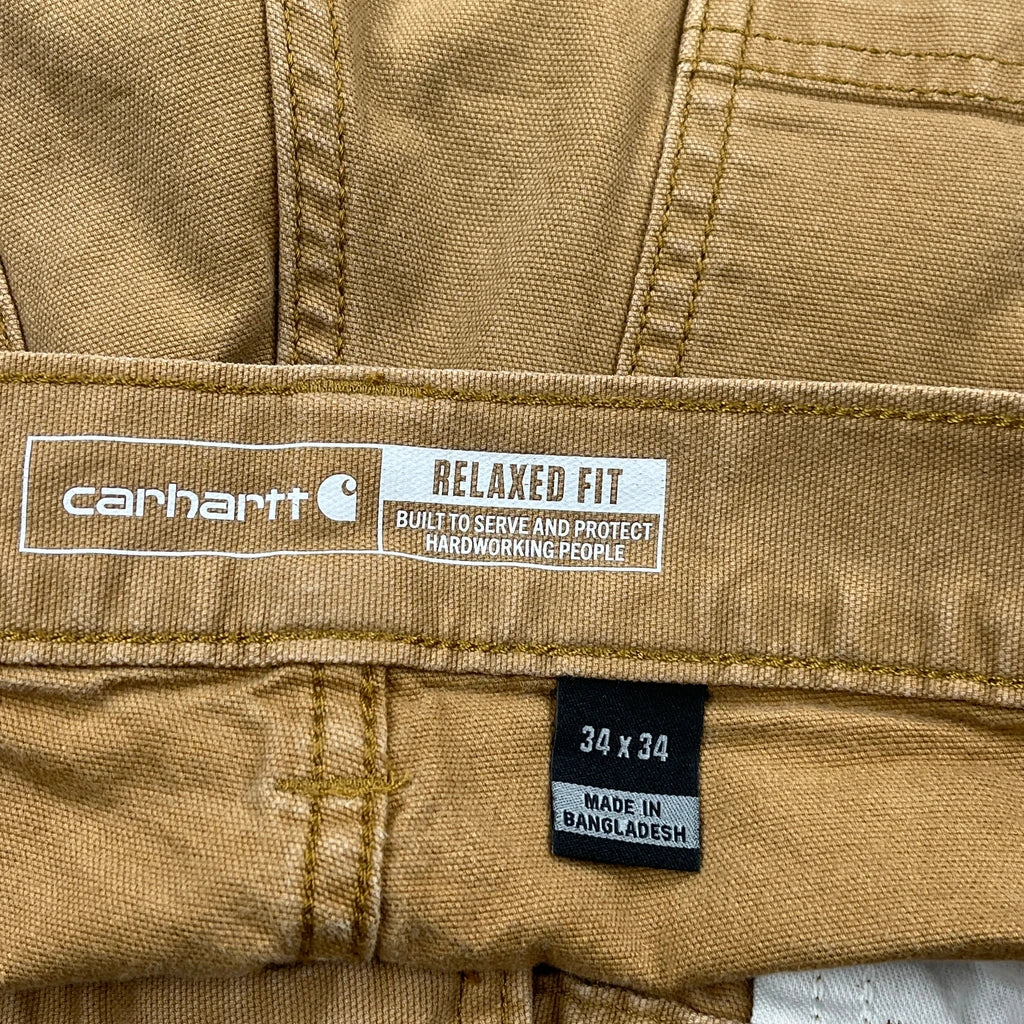 carhartt
RELAXED FIT
BUILT TO SERVE AND PROTECT
HARDWORKING PEOPLE
34 x 34
MADE IN
BANGLADESH